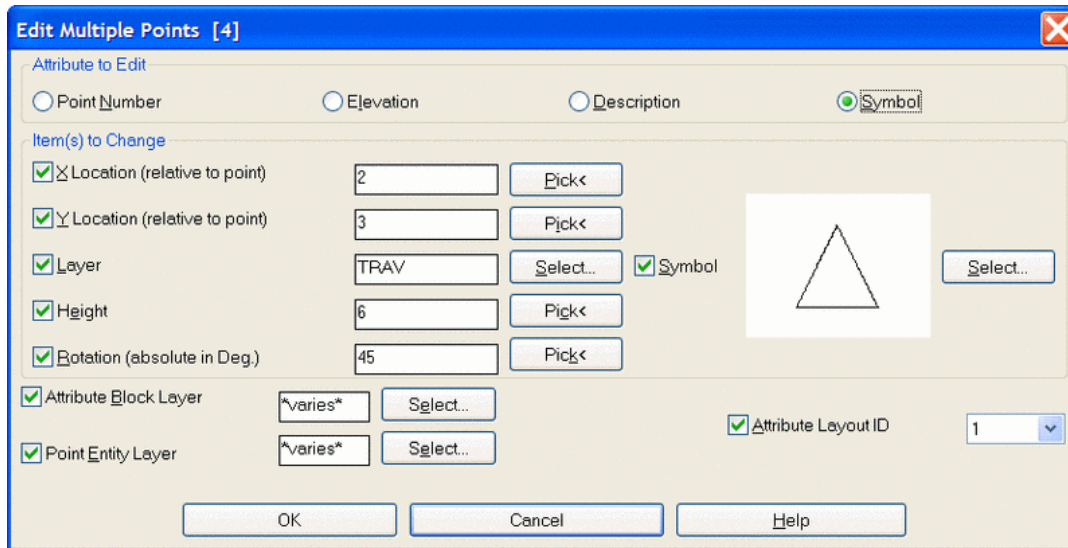 Edit Multiple Points [4]
Attribute to Edit
Point Number Elevation Description Symbol
Item(s) to Change
X Location (relative to point) 2 Pick<
Y Location (relative to point) 3 Pick<
Layer TRAV Select... Symbol Select...
Height 6 Pick<
Rotation (absolute in Deg.) 45 Pick<
Attribute Block Layer *varies* Select...
Attribute Layout ID 1
Point Entity Layer *varies* Select...
OK Cancel Help